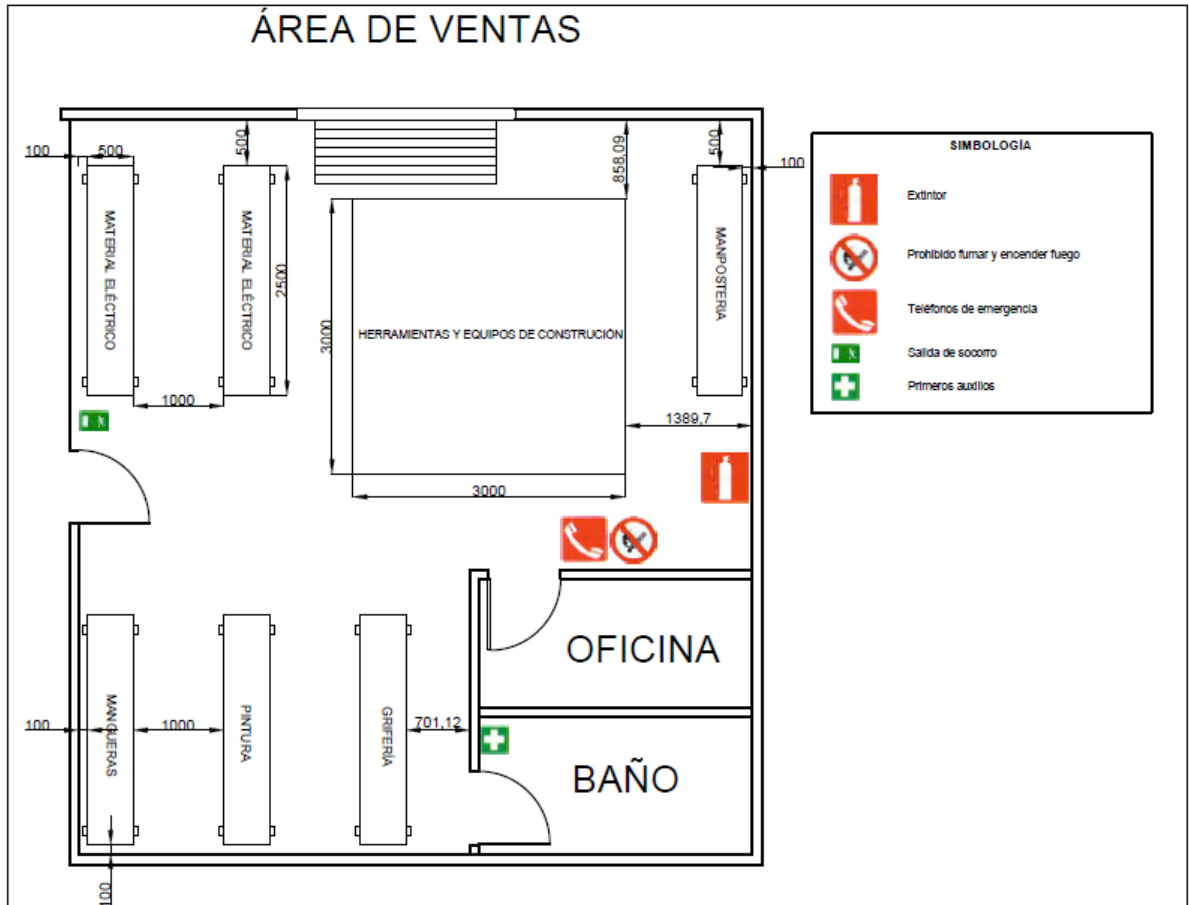 ÁREA DE VENTAS
100
500
500
858,09
500
100
MATERIAL ELÉCTRICO
MATERIAL ELÉCTRICO
2500
3000
HERRAMIENTAS Y EQUIPOS DE CONSTRUCIÓN
MANPOSTERIA
1000
1389,7
3000
SIMBOLOGÍA
Extintor
Prohibido fumar y encender fuego
Teléfonos de emergencia
Salida de socorro
Primeros auxilios
OFICINA
100
MANGUERAS
1000
PINTURA
GRIFERÍA
701,12
BAÑO
100